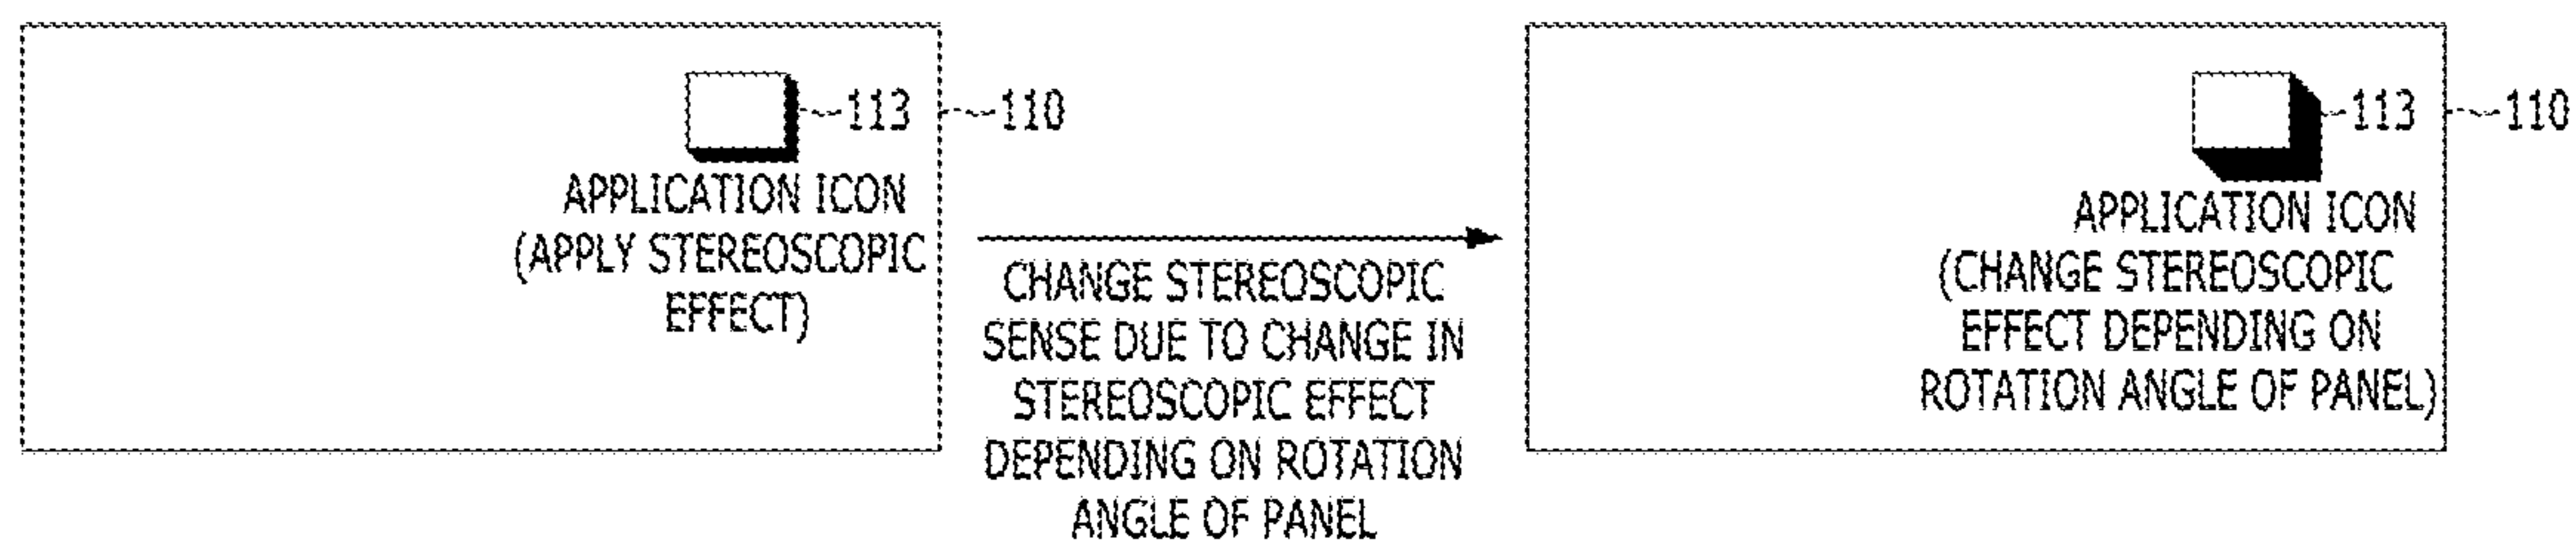 113
110
APPLICATION ICON
(APPLY STEREOSCOPIC
EFFECT)
CHANGE STEREOSCOPIC
SENSE DUE TO CHANGE IN
STEREOSCOPIC EFFECT
DEPENDING ON ROTATION
ANGLE OF PANEL
113
110
APPLICATION ICON
(CHANGE STEREOSCOPIC
EFFECT DEPENDING ON
ROTATION ANGLE OF PANEL)